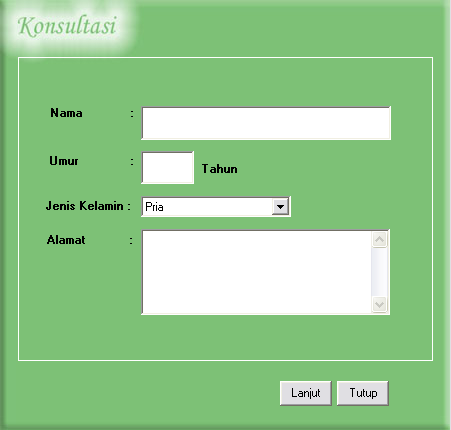 Konsultasi
Nama :
Umur : Tahun
Jenis Kelamin : Pria
Alamat :
Lanjut Tutup